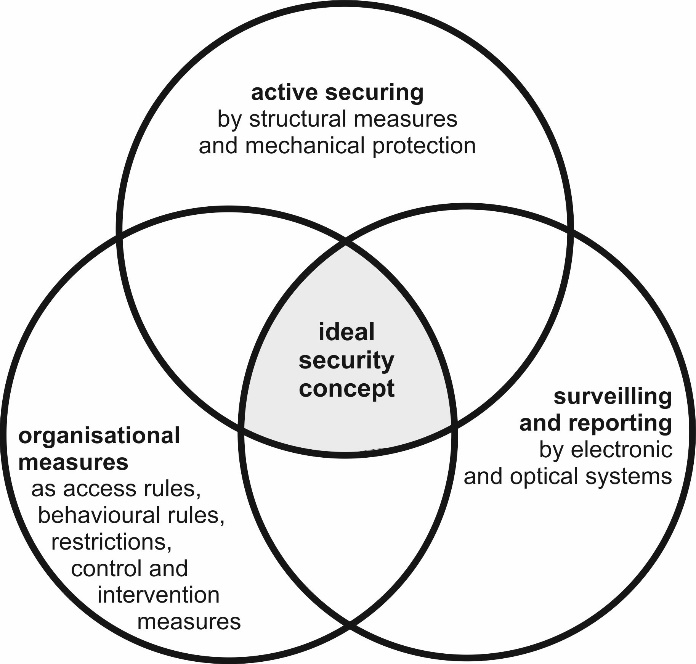 active securing
by structural measures
and mechanical protection
ideal
security
concept
surveilling
and reporting
by electronic
and optical systems
organisational
measures
as access rules,
behavioural rules,
restrictions,
control and
intervention
measures